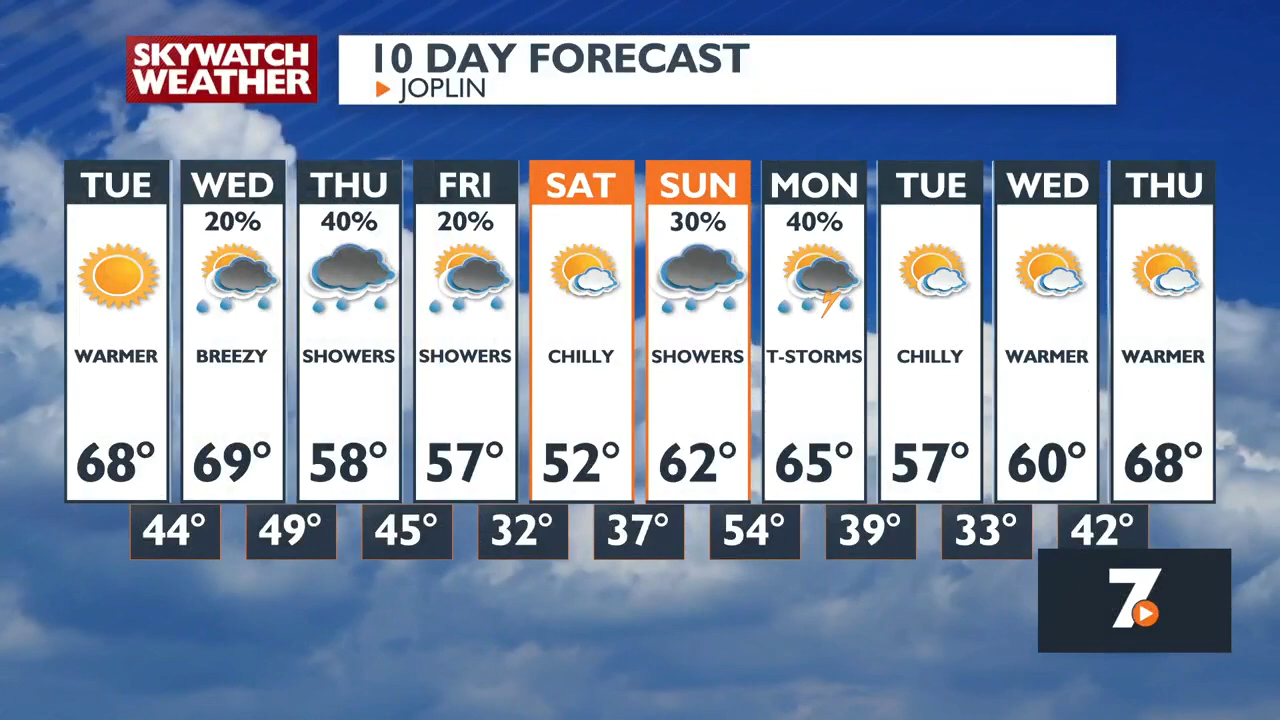 SKYWATCH
WEATHER
10 DAY FORECAST
JOPLIN
TUE WED THU FRI SAT SUN MON TUE WED THU
20% 40% 20% 30% 40%
WARMER BREEZY SHOWERS SHOWERS CHILLY SHOWERS T-STORMS CHILLY WARMER WARMER
68° 69° 58° 57° 52° 62° 65° 57° 60° 68°
44° 49° 45° 32° 37° 54° 39° 33° 42°
7